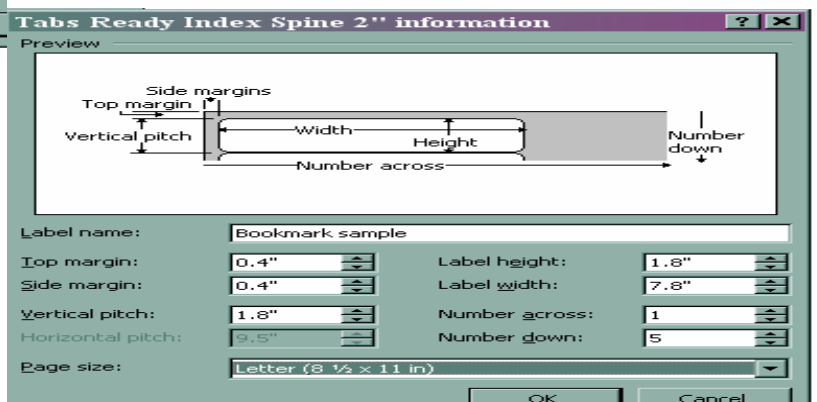 Tabs Ready Index Spine 2" information ? ×
Preview
Side margins
Top margin
Vertical pitch Width Height Number down
Number across
Label name: Bookmark sample
Top margin: 0.4" Label height: 1.8"
Side margin: 0.4" Label width: 7.8"
Vertical pitch: 1.8" Number across: 1
Horizontal pitch: 9.5" Number down: 5
Page size: Letter (8 ½ × 11 in)
OK Cancel